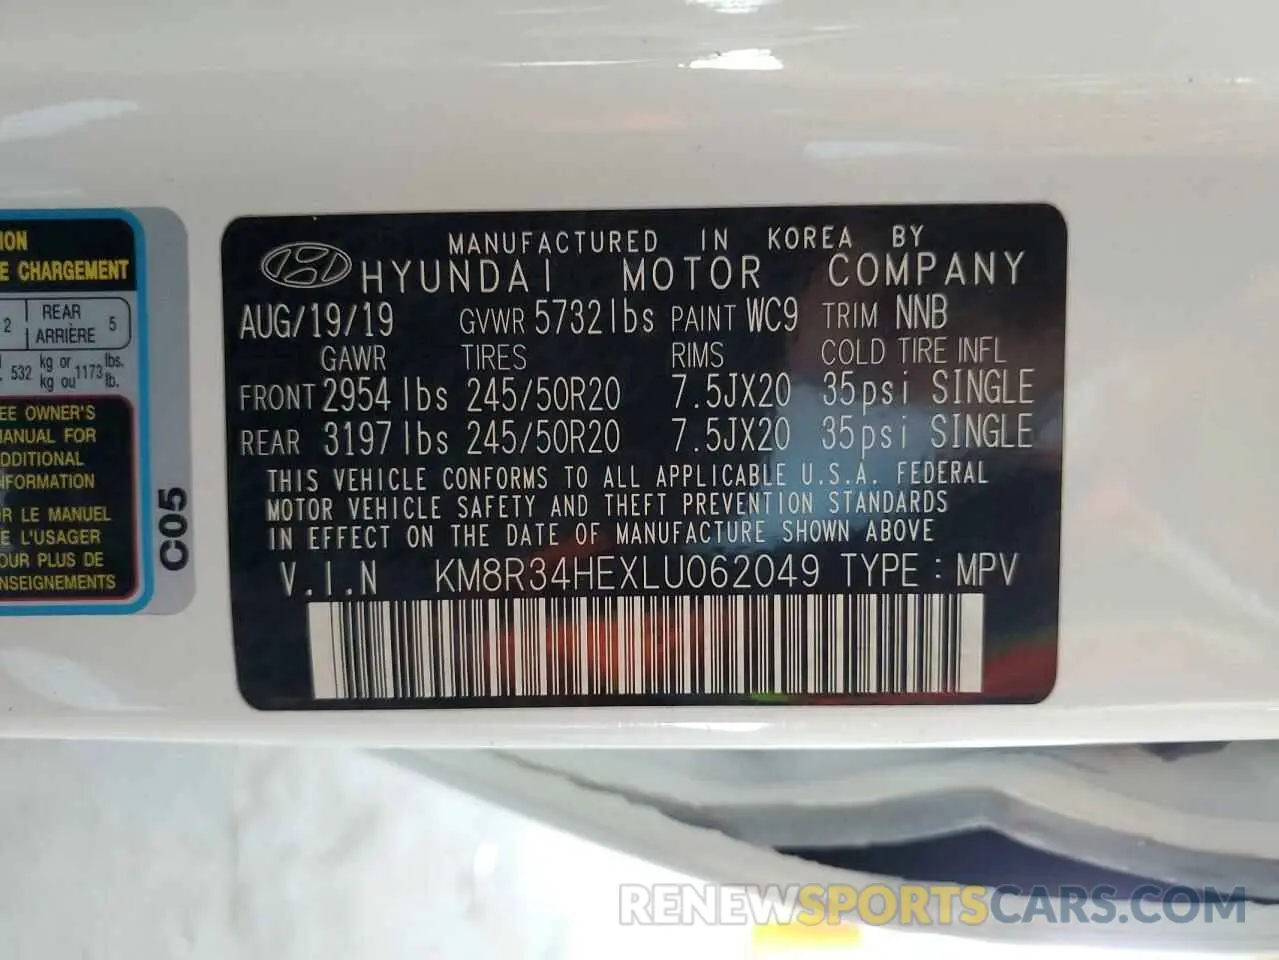 ION
E CHARGEMENT
2 REAR ARRIÈRE 5
532 kg or kg ou 1173 lbs. lb.
EE OWNER'S
MANUAL FOR
DDITIONAL
NFORMATION
R LE MANUEL
E L'USAGER
OUR PLUS DE
NSEIGNEMENTS
C05
MANUFACTURED IN KOREA BY
HYUNDAI MOTOR COMPANY
AUG/19/19 GVWR 5732lbs PAINT WC9 TRIM NNB
GAWR TIRES RIMS COLD TIRE INFL
FRONT 2954 lbs 245/50R20 7.5JX20 35psi SINGLE
REAR 3197 lbs 245/50R20 7.5JX20 35psi SINGLE
THIS VEHICLE CONFORMS TO ALL APPLICABLE U.S.A. FEDERAL
MOTOR VEHICLE SAFETY AND THEFT PREVENTION STANDARDS
IN EFFECT ON THE DATE OF MANUFACTURE SHOWN ABOVE
V.I.N KM8R34HEXLU062049 TYPE : MPV
RENEWSPORTSCARS.COM